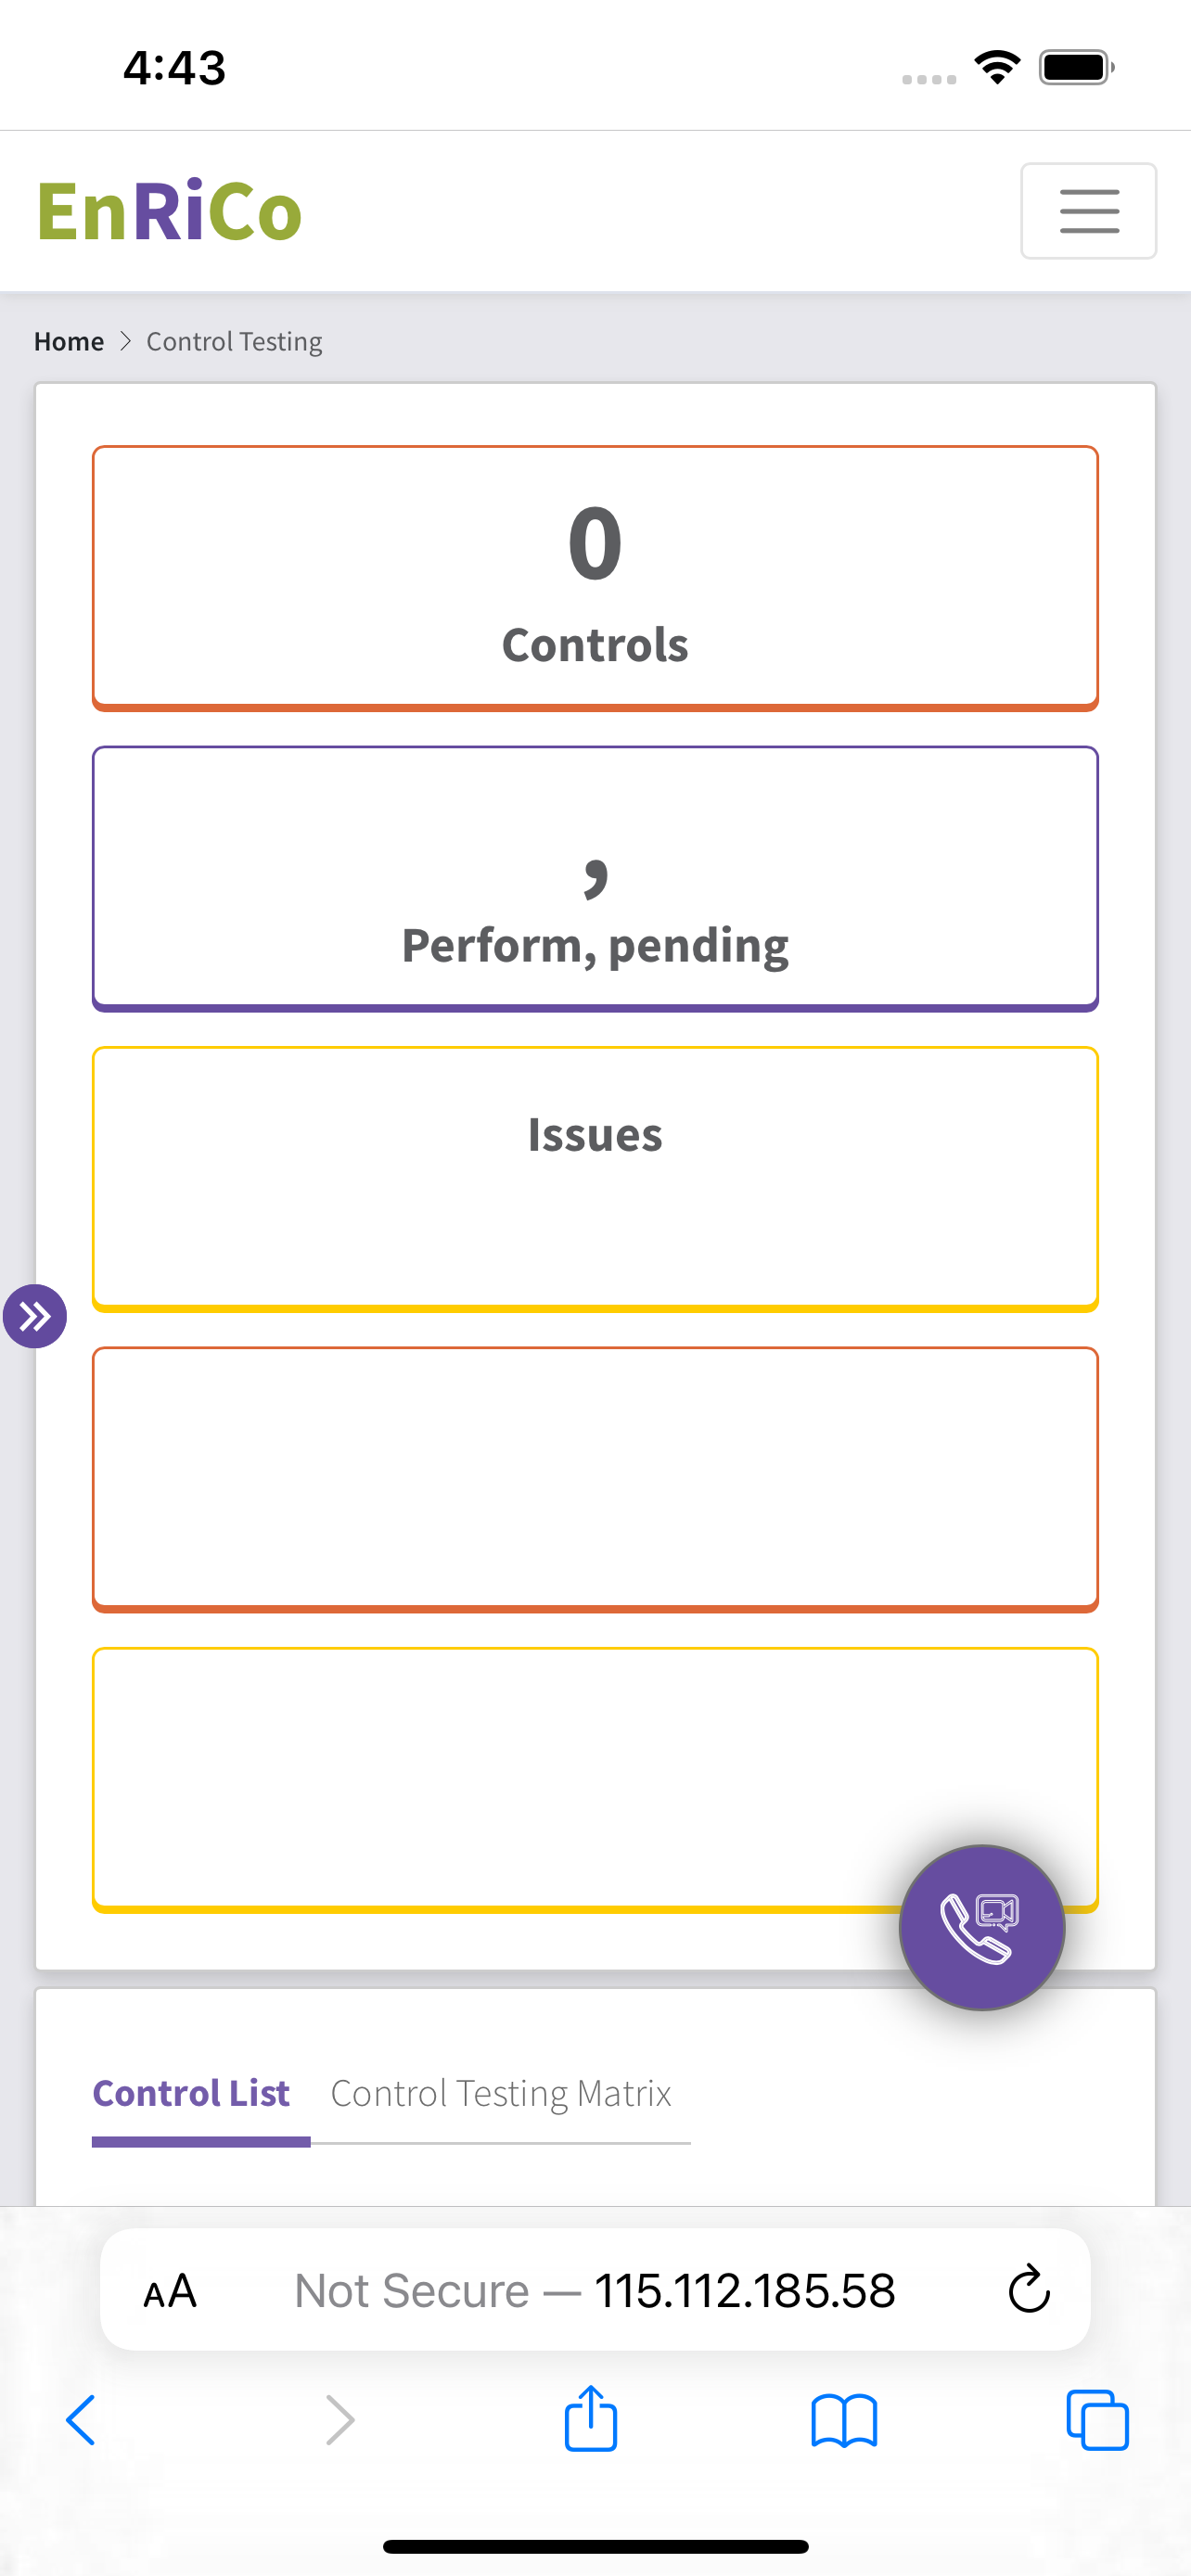 4:43
EnRiCo
Home > Control Testing
0
Controls
,
Perform, pending
Issues
Control List Control Testing Matrix
AA Not Secure — 115.112.185.58